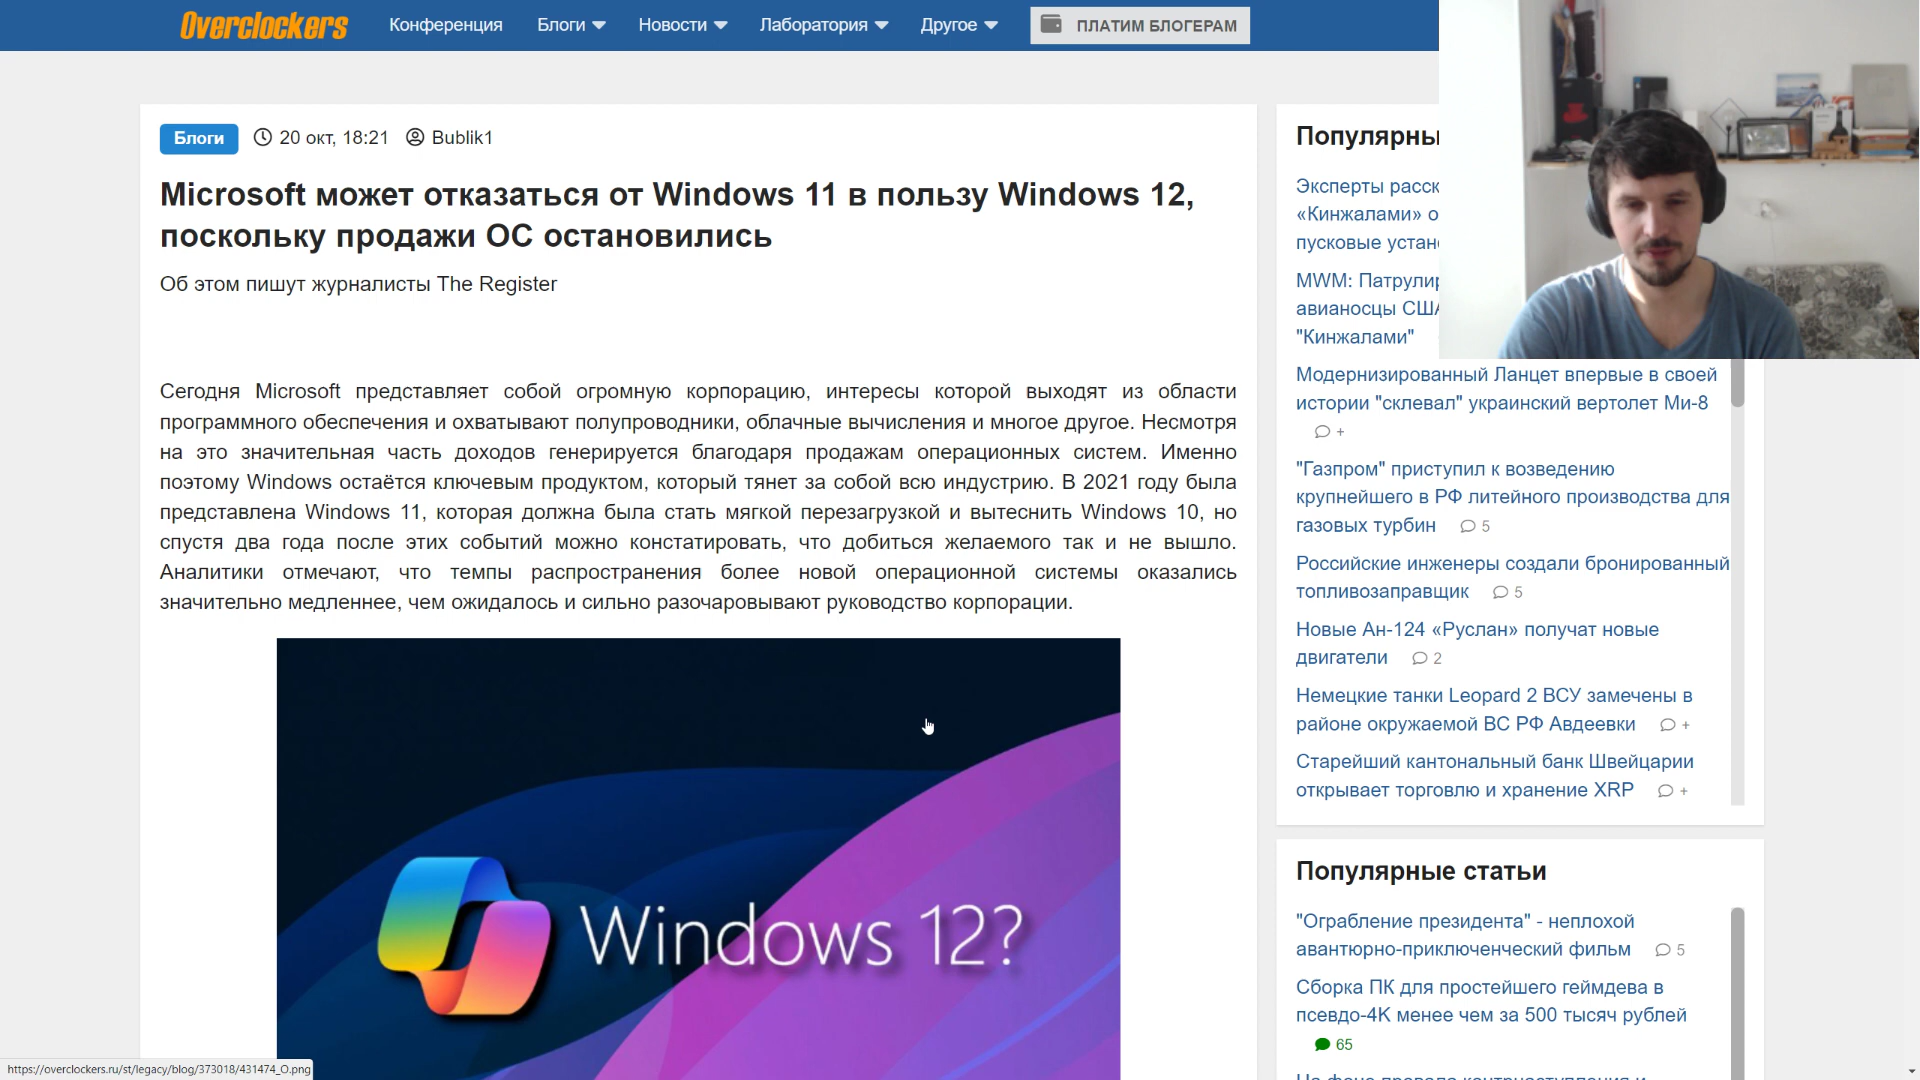 Overclockers
Конференция
Блоги
Новости
Лаборатория
Другое
ПЛАТИМ БЛОГЕРАМ
Блоги
20 окт, 18:21
Bublik1
Microsoft может отказаться от Windows 11 в пользу Windows 12,
поскольку продажи ОС остановились
Об этом пишут журналисты The Register
Сегодня Microsoft представляет собой огромную корпорацию, интересы которой выходят из области
программного обеспечения и охватывают полупроводники, облачные вычисления и многое другое. Несмотря
на это значительная часть доходов генерируется благодаря продажам операционных систем. Именно
поэтому Windows остаётся ключевым продуктом, который тянет за собой всю индустрию. В 2021 году была
представлена Windows 11, которая должна была стать мягкой перезагрузкой и вытеснить Windows 10, но
спустя два года после этих событий можно констатировать, что добиться желаемого так и не вышло.
Аналитики отмечают, что темпы распространения более новой операционной системы оказались
значительно медленнее, чем ожидалось и сильно разочаровывают руководство корпорации.
Windows 12?
https://overclockers.ru/st/legacy/blog/373018/431474_O.png
Популярны
Эксперты расск
«Кинжалами» о
пусковые устан
MWM: Патрулир
авианосцы США
"Кинжалами"
Модернизированный Ланцет впервые в своей
истории "склевал" украинский вертолет Ми-8
+
"Газпром" приступил к возведению
крупнейшего в РФ литейного производства для
газовых турбин 5
Российские инженеры создали бронированный
топливозаправщик 5
Новые Ан-124 «Руслан» получат новые
двигатели 2
Немецкие танки Leopard 2 ВСУ замечены в
районе окружаемой ВС РФ Авдеевки +
Старейший кантональный банк Швейцарии
открывает торговлю и хранение XRP +
Популярные статьи
"Ограбление президента" - неплохой
авантюрно-приключенческий фильм 5
Сборка ПК для простейшего геймдева в
псевдо-4K менее чем за 500 тысяч рублей
65